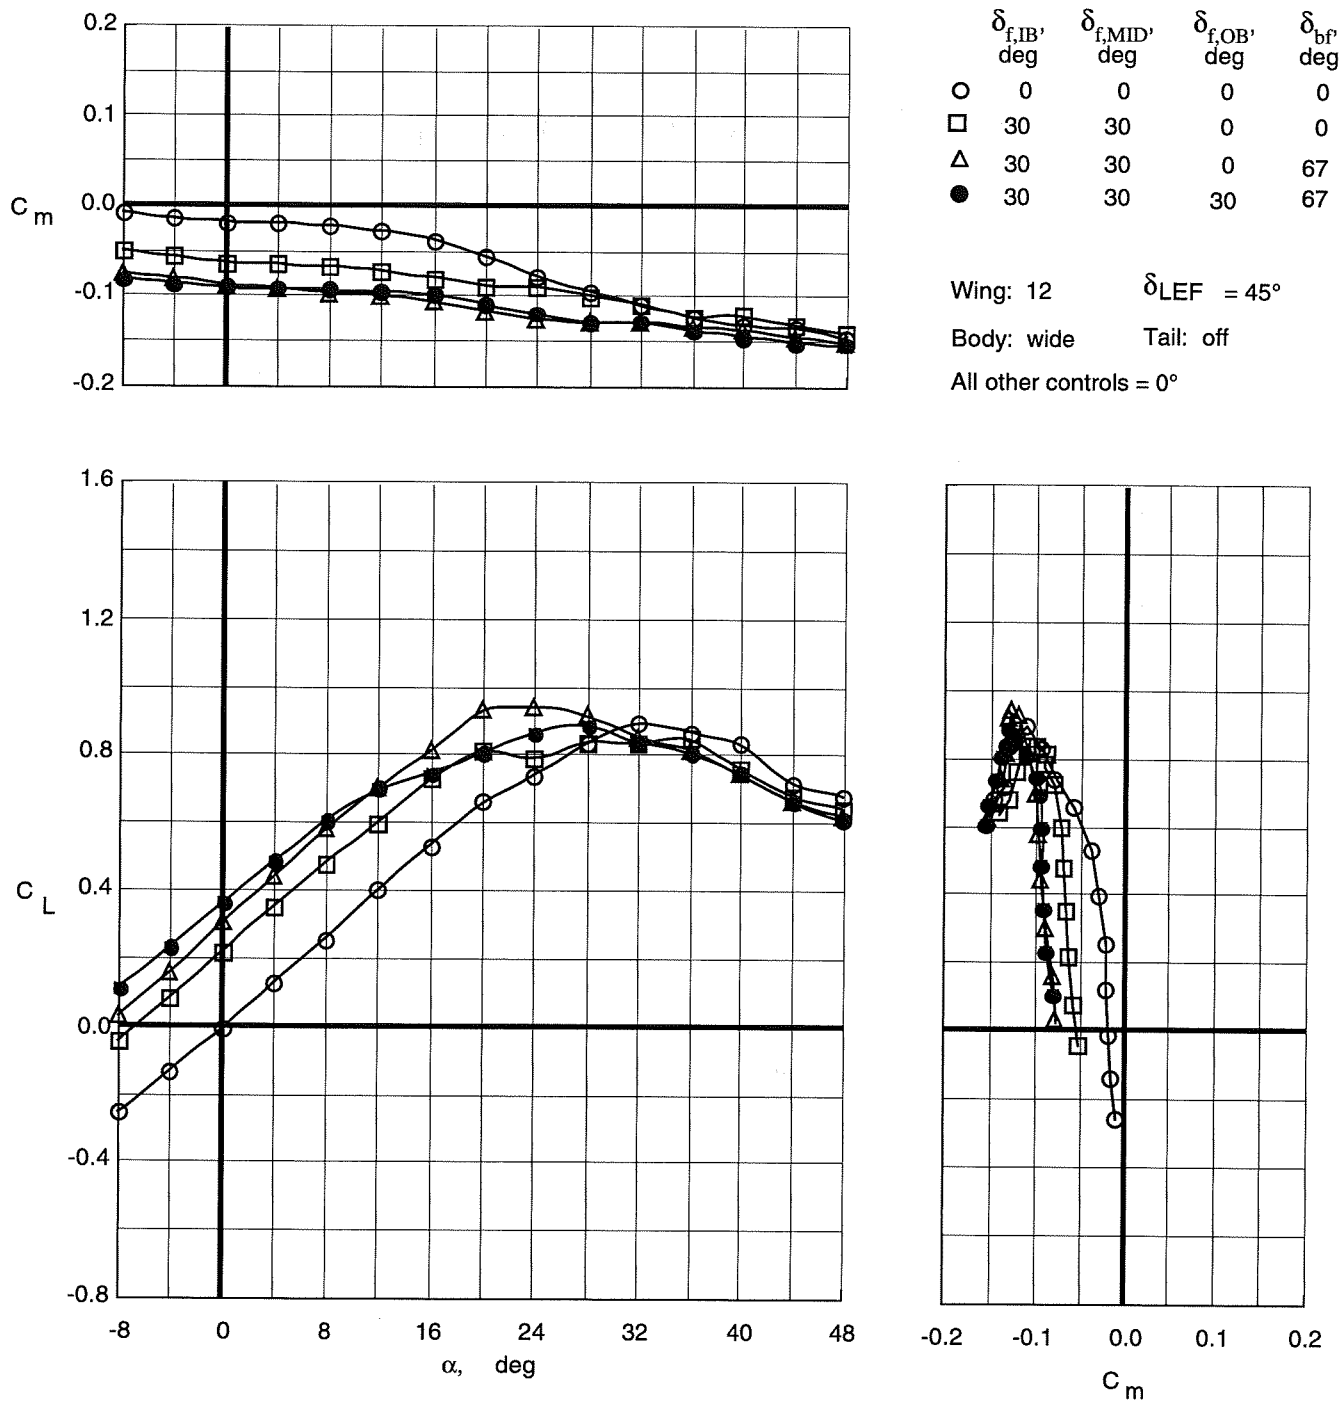 0.2
0.1
0.0
-0.1
-0.2
C m
δf,IB, δf,MID, δf,OB, δbf,
deg deg deg deg
0 0 0 0
30 30 0 0
30 30 0 67
30 30 30 67
Wing: 12 δLEF = 45°
Body: wide Tail: off
All other controls = 0°
1.6
1.2
0.8
0.4
0.0
-0.4
-0.8
C L
-8 0 8 16 24 32 40 48
α, deg
-0.2 -0.1 0.0 0.1 0.2
C m